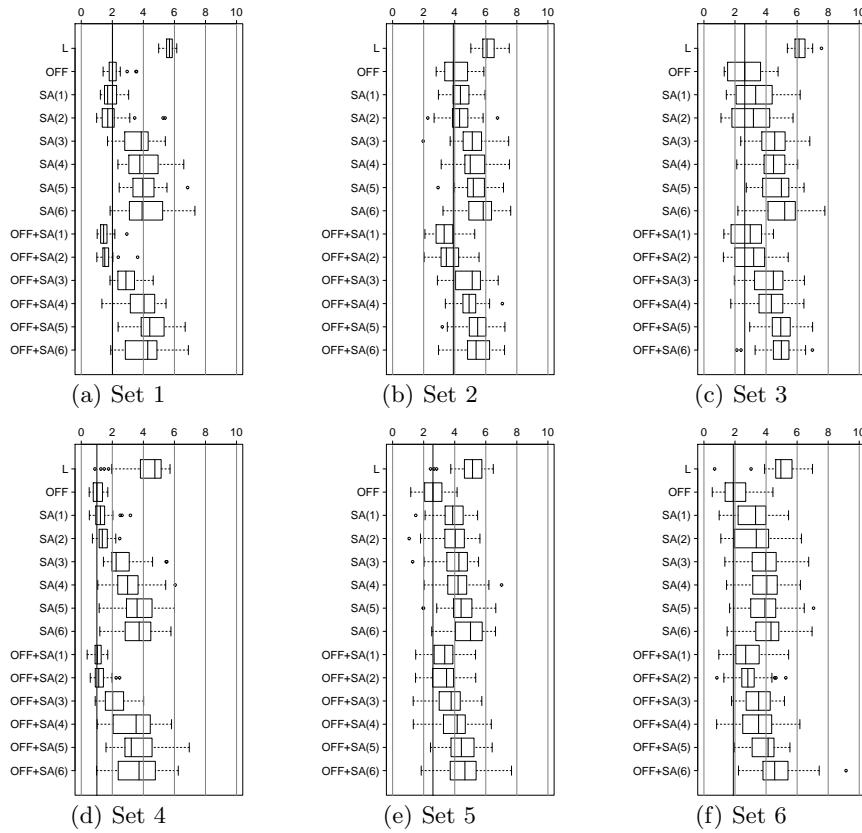 0 2 4 6 8 10
L
OFF
SA(1)
SA(2)
SA(3)
SA(4)
SA(5)
SA(6)
OFF+SA(1)
OFF+SA(2)
OFF+SA(3)
OFF+SA(4)
OFF+SA(5)
OFF+SA(6)
(a) Set 1
0 2 4 6 8 10
L
OFF
SA(1)
SA(2)
SA(3)
SA(4)
SA(5)
SA(6)
OFF+SA(1)
OFF+SA(2)
OFF+SA(3)
OFF+SA(4)
OFF+SA(5)
OFF+SA(6)
(b) Set 2
0 2 4 6 8 10
L
OFF
SA(1)
SA(2)
SA(3)
SA(4)
SA(5)
SA(6)
OFF+SA(1)
OFF+SA(2)
OFF+SA(3)
OFF+SA(4)
OFF+SA(5)
OFF+SA(6)
(c) Set 3
0 2 4 6 8 10
L
OFF
SA(1)
SA(2)
SA(3)
SA(4)
SA(5)
SA(6)
OFF+SA(1)
OFF+SA(2)
OFF+SA(3)
OFF+SA(4)
OFF+SA(5)
OFF+SA(6)
(d) Set 4
0 2 4 6 8 10
L
OFF
SA(1)
SA(2)
SA(3)
SA(4)
SA(5)
SA(6)
OFF+SA(1)
OFF+SA(2)
OFF+SA(3)
OFF+SA(4)
OFF+SA(5)
OFF+SA(6)
(e) Set 5
0 2 4 6 8 10
L
OFF
SA(1)
SA(2)
SA(3)
SA(4)
SA(5)
SA(6)
OFF+SA(1)
OFF+SA(2)
OFF+SA(3)
OFF+SA(4)
OFF+SA(5)
OFF+SA(6)
(f) Set 6